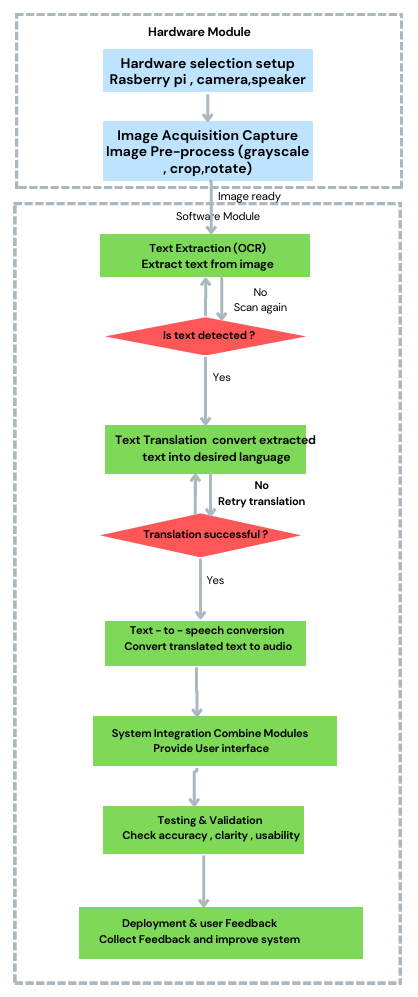 Hardware Module
Hardware selection setup
Rasberry pi , camera,speaker
Image Acquisition Capture
Image Pre-process (grayscale
, crop,rotate)
Image ready
Software Module
Text Extraction (OCR)
Extract text from image
No
Scan again
Is text detected ?
Yes
Text Translation convert extracted
text into desired language
No
Retry translation
Translation successful ?
Yes
Text - to - speech conversion
Convert translated text to audio
System Integration Combine Modules
Provide User interface
Testing & Validation
Check accuracy , clarity , usability
Deployment & user Feedback
Collect Feedback and improve system